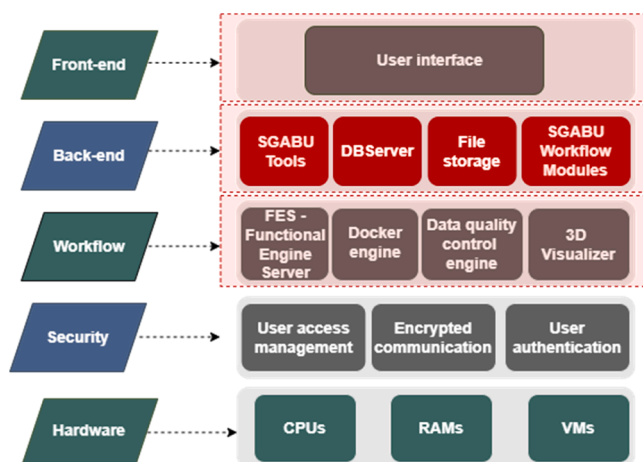 Front-end
User interface
Back-end
SGABU
Tools
DBServer
File
storage
SGABU
Workflow
Modules
Workflow
FES -
Functional
Engine
Server
Docker
engine
Data quality
control
engine
3D
Visualizer
Security
User access
management
Encrypted
communication
User
authentication
Hardware
CPUs
RAMs
VMs